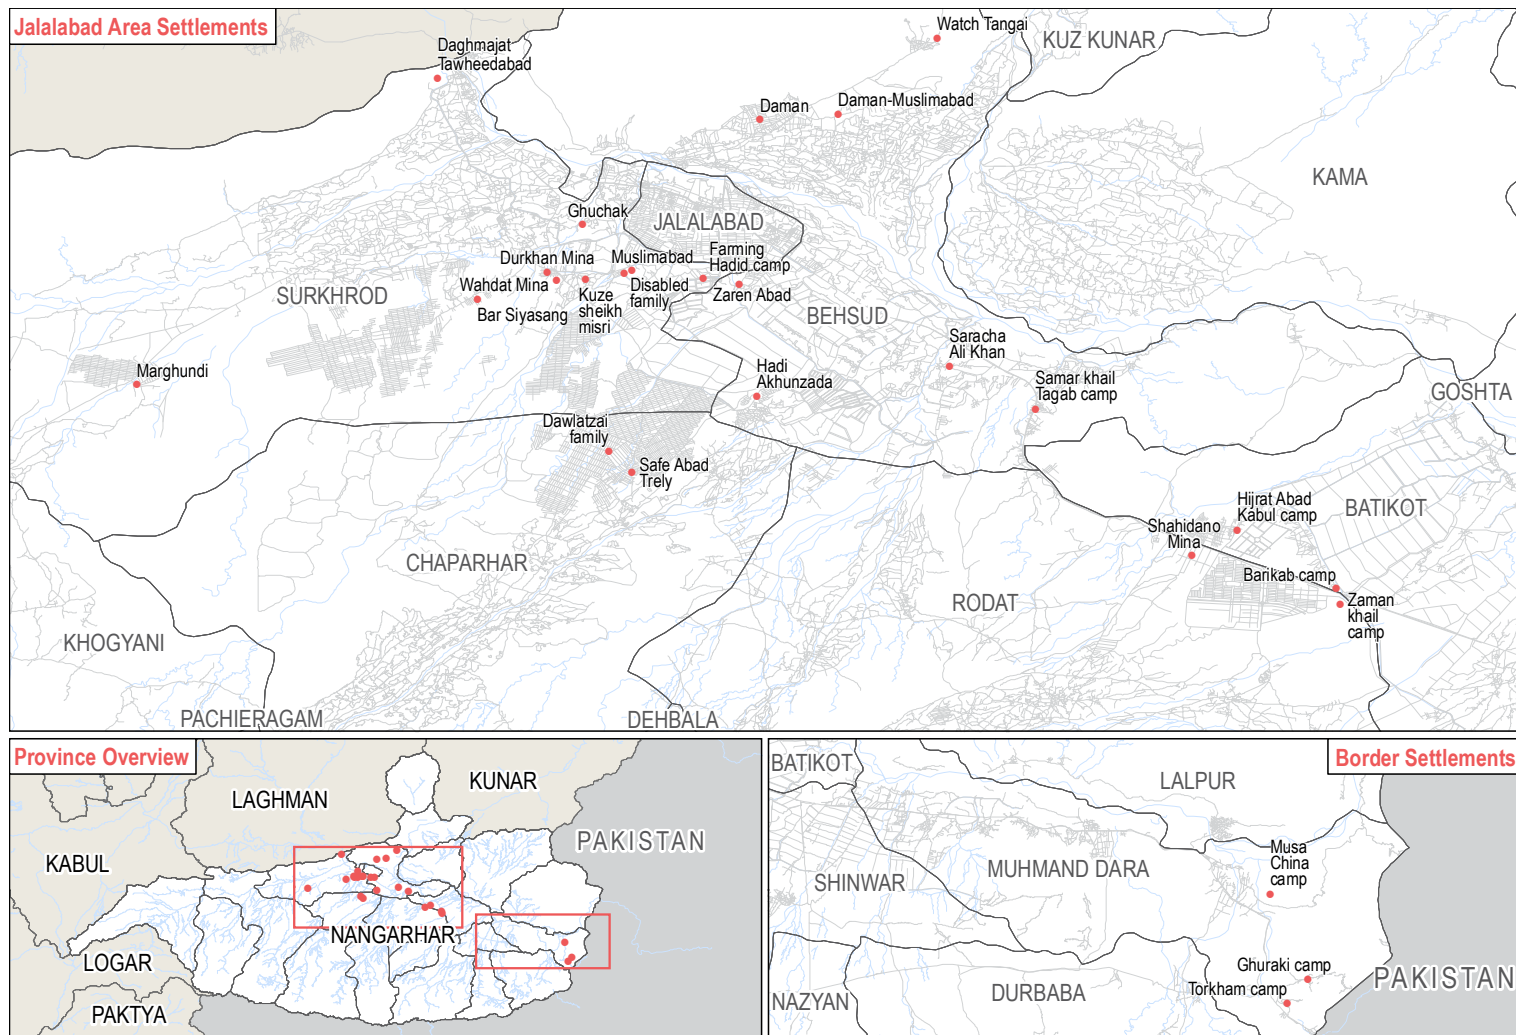 Jalalabad Area Settlements
Daghmajat
Tawheedabad
Watch Tangai
KUZ KUNAR
Daman
Daman-Muslimabad
KAMA
Ghuchak
JALALABAD
Durkhan Mina
Muslimabad
Farming
Hadid camp
SURKHROD
Wahdat Mina
Bar Siyasang
Kuze
sheikh
misri
Disabled
family
Zaren Abad
BEHSUD
Saracha
Ali Khan
Marghundi
Hadi
Akhunzada
Samar khail
Tagab camp
GOSHTA
Dawlatzai
family
Safe Abad
Trely
Hijrat Abad
Kabul camp
BATIKOT
Shahidano
Mina
CHAPARHAR
Barikab camp
RODAT
Zaman
khail
camp
KHOGYANI
PACHIERAGAM
DEHBALA
Province Overview
LAGHMAN
KUNAR
PAKISTAN
KABUL
NANGARHAR
LOGAR
PAKTYA
Border Settlements
BATIKOT
LALPUR
Musa
China
camp
MUHMAND DARA
SHINWAR
Ghuraki camp
Torkham camp
PAKISTAN
NAZYAN
DURBABA